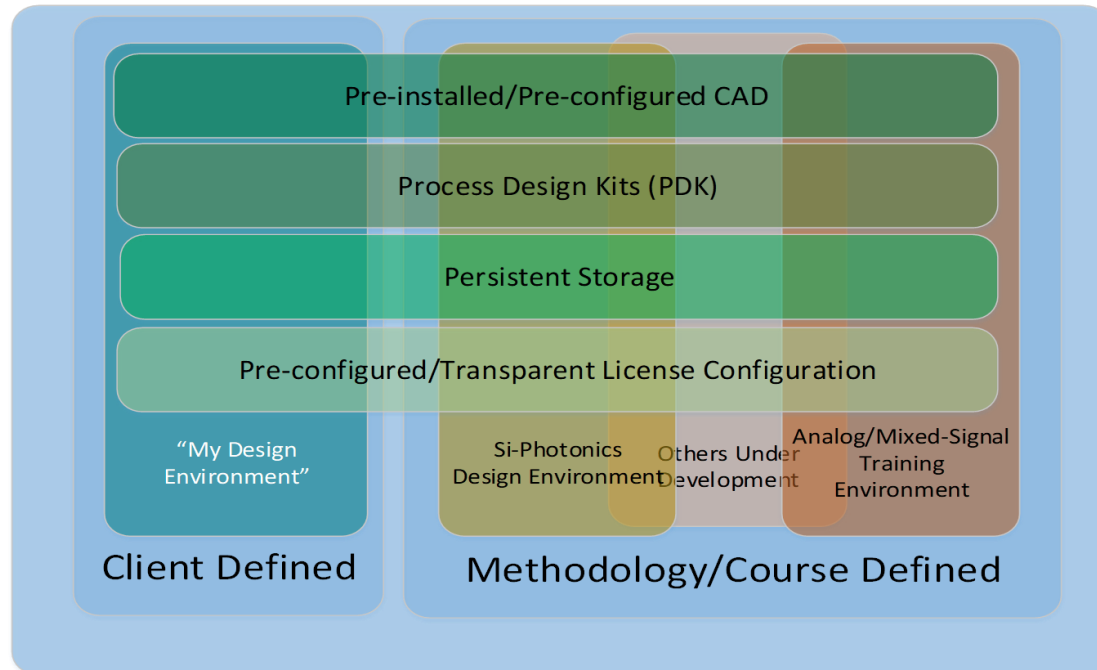 Pre-installed/Pre-configured CAD
Process Design Kits (PDK)
Persistent Storage
Pre-configured/Transparent License Configuration
“My Design
Environment”
Si-Photonics
Design Environment
Others Under
Development
Analog/Mixed-Signal
Training
Environment
Client Defined
Methodology/Course Defined